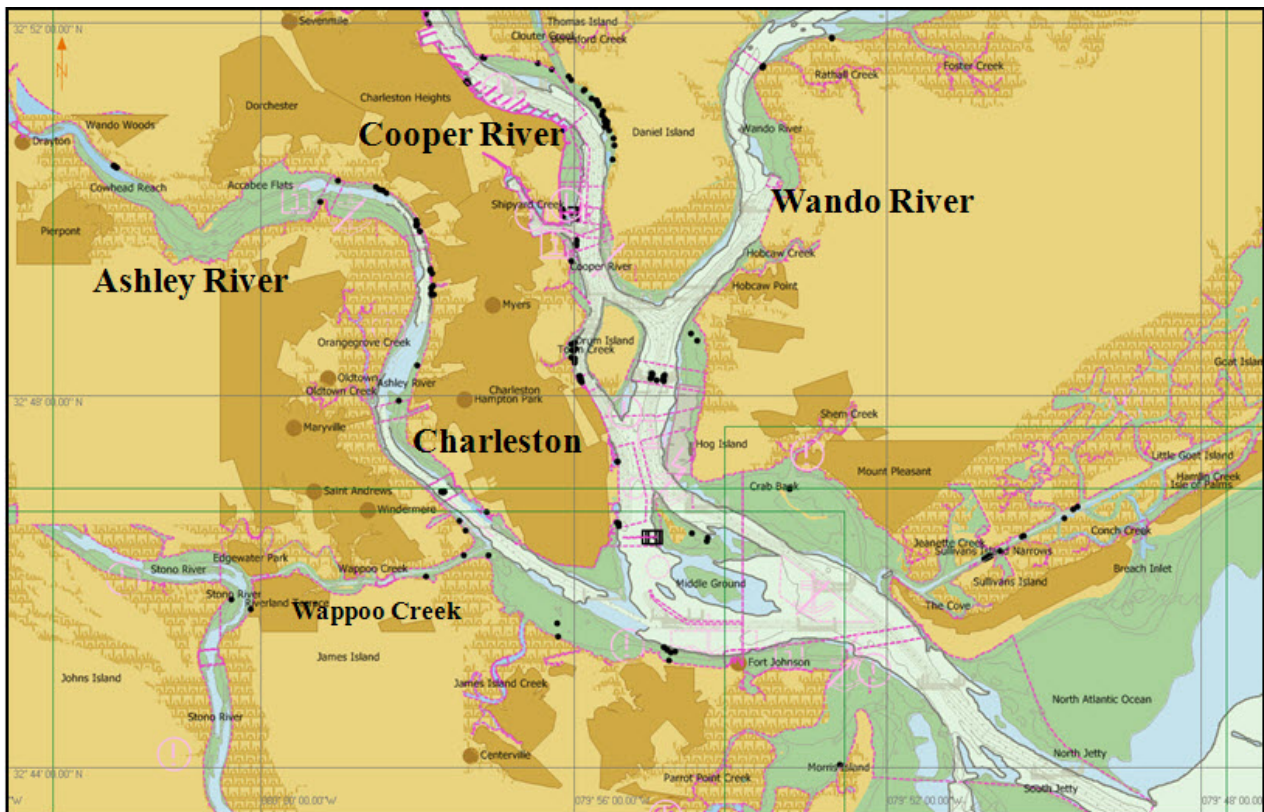 Sevenmile
Thomas Island
Clouter Creek
Beresford Creek
32° 52' 00.00" N
N
Rathall Creek
Foster Creek
Dorchester
Charleston Heights
Wando Woods
Cooper River
Daniel Island
Wando River
Drayton
Cowhead Reach
Accabee Flats
Shipyard Creek
Wando River
Pierpont
Hobcaw Creek
Ashley River
Cooper River
Hobcaw Point
Myers
Orangegrove Creek
Drum Island
Town Creek
Goat Island
Oldtown
Oldtown Creek
Ashley River
Charleston
Hampton Park
32° 48' 00.00" N
Shem Creek
Maryville
Charleston
Hog Island
Mount Pleasant
Little Goat Island
Hamlin Creek
Isle of Palms
Crab Bank
Saint Andrews
Windermere
Conch Creek
Jeanette Creek
Sullivans Island Narrows
Edgewater Park
Stono River
Wappoo Creek
Breach Inlet
Middle Ground
Sullivans Island
Stono River
Riverland Terrace
Wappoo Creek
The Cove
James Island
Fort Johnson
Johns Island
James Island Creek
North Atlantic Ocean
Stono River
Centerville
North Jetty
Morris Island
32° 44' 00.00" N
Parrot Point Creek
South Jetty
W
080° 00' 00.00" W
079° 56' 00.00" W
079° 52' 00.00" W
079° 48' 00.00" W